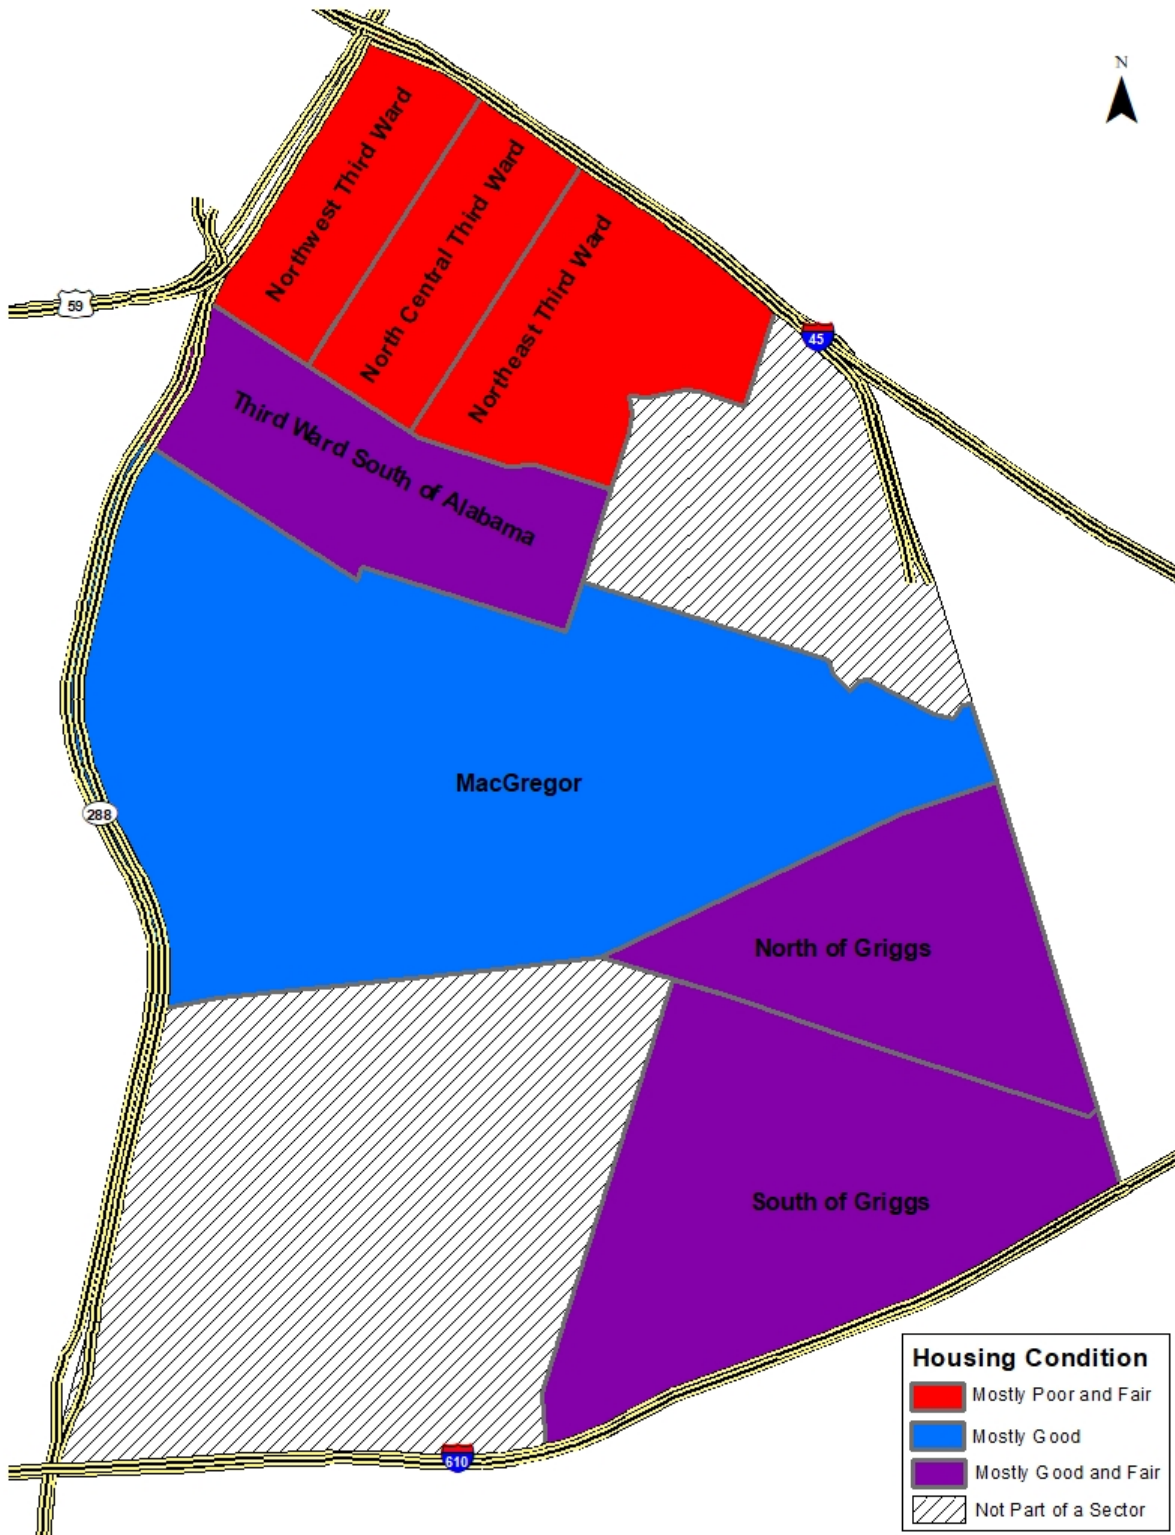 N
Northwest Third Ward
North Central Third Ward
Northeast Third Ward
59
45
Third Ward South of Alabama
MacGregor
288
North of Griggs
South of Griggs
610
Housing Condition
Mostly Poor and Fair
Mostly Good
Mostly Good and Fair
Not Part of a Sector